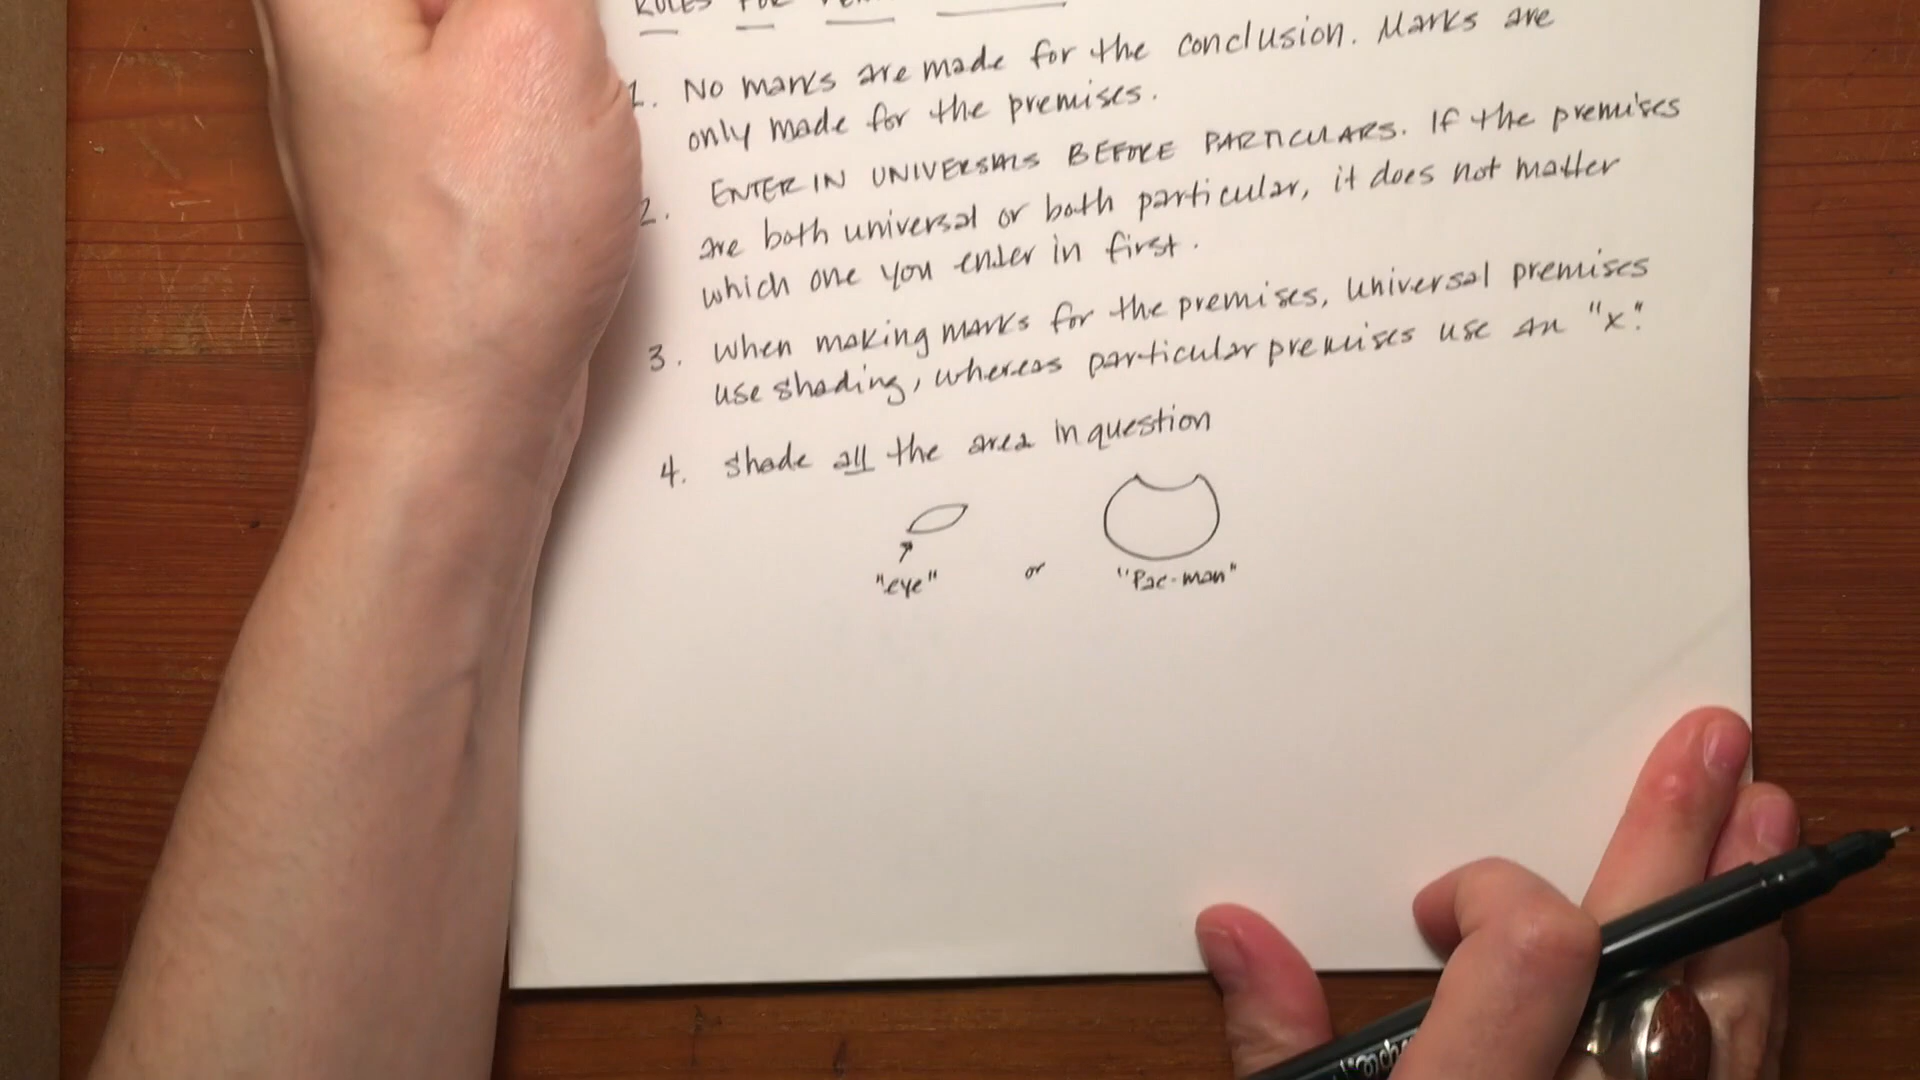 RULES FOR
1. No marks are made for the conclusion. Marks are
only made for the premises.
2. ENTER IN UNIVERSALS BEFORE PARTICULARS. If the premises
are both universal or both particular, it does not matter
which one you enter in first.
3. When making marks for the premises, universal premises
use shading, whereas particular premises use an "x."
4. Shade all the area in question
"eye" or "Pac-man"